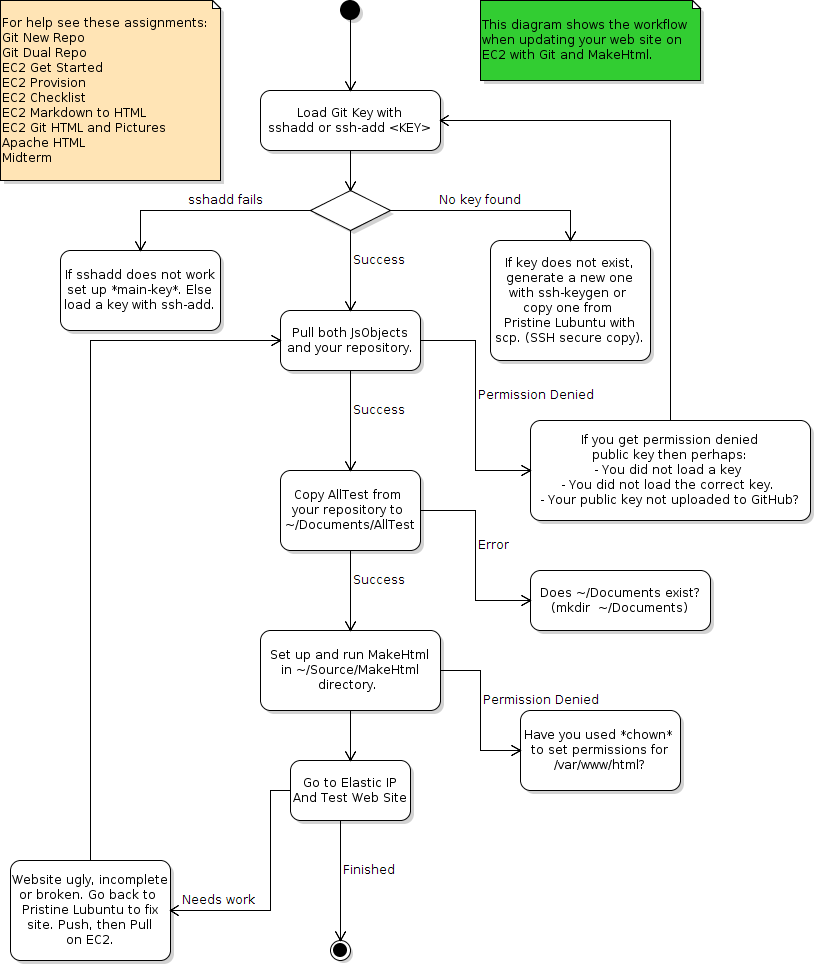 For help see these assignments:
Git New Repo
Git Dual Repo
EC2 Get Started
EC2 Provision
EC2 Checklist
EC2 Markdown to HTML
EC2 Git HTML and Pictures
Apache HTML
Midterm
This diagram shows the workflow
when updating your web site on
EC2 with Git and MakeHtml.
Load Git Key with
sshadd or ssh-add <KEY>
sshadd fails
No key found
Success
If sshadd does not work
set up *main-key*. Else
load a key with ssh-add.
If key does not exist,
generate a new one
with ssh-keygen or
copy one from
Pristine Lubuntu with
scp. (SSH secure copy).
Pull both JsObjects
and your repository.
Permission Denied
Success
If you get permission denied
public key then perhaps:
- You did not load a key
- You did not load the correct key.
- Your public key not uploaded to GitHub?
Copy AllTest from
your repository to
~/Documents/AllTest
Error
Success
Does ~/Documents exist?
(mkdir ~/Documents)
Set up and run MakeHtml
in ~/Source/MakeHtml
directory.
Permission Denied
Have you used *chown*
to set permissions for
/var/www/html?
Go to Elastic IP
And Test Web Site
Finished
Needs work
Website ugly, incomplete
or broken. Go back to
Pristine Lubuntu to fix
site. Push, then Pull
on EC2.